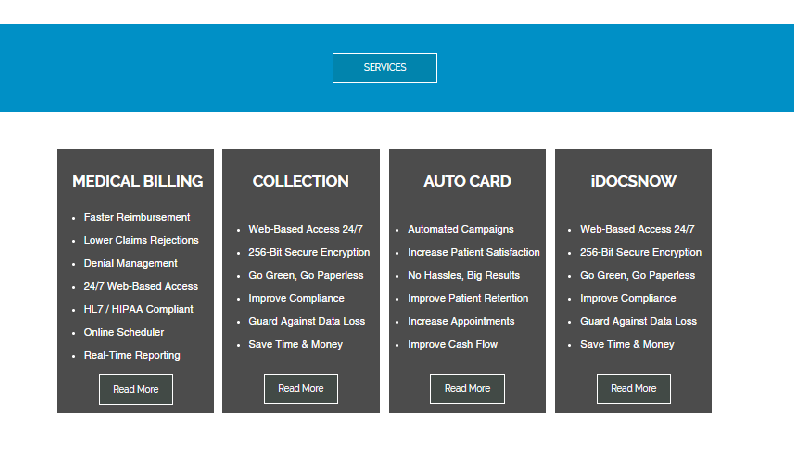 SERVICES
MEDICAL BILLING
Faster Reimbursement
Lower Claims Rejections
Denial Management
24/7 Web-Based Access
HL7 / HIPAA Compliant
Online Scheduler
Real-Time Reporting
Read More
COLLECTION
Web-Based Access 24/7
256-Bit Secure Encryption
Go Green, Go Paperless
Improve Compliance
Guard Against Data Loss
Save Time & Money
Read More
AUTO CARD
Automated Campaigns
Increase Patient Satisfaction
No Hassles, Big Results
Improve Patient Retention
Increase Appointments
Improve Cash Flow
Read More
iDOCSNOW
Web-Based Access 24/7
256-Bit Secure Encryption
Go Green, Go Paperless
Improve Compliance
Guard Against Data Loss
Save Time & Money
Read More